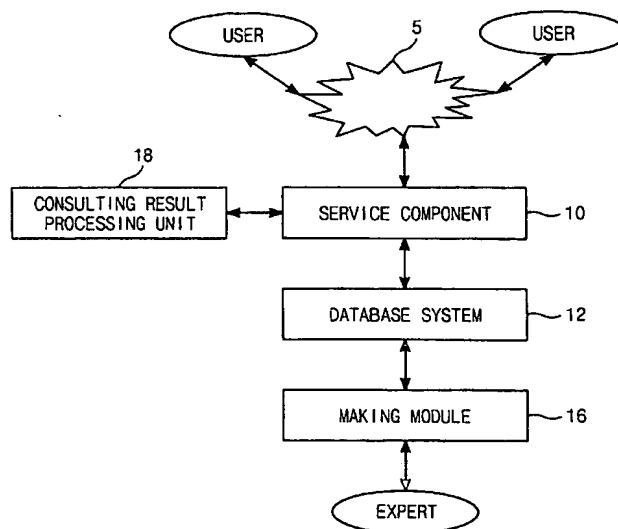 USER
5
USER
18
CONSULTING RESULT
PROCESSING UNIT
SERVICE COMPONENT
10
DATABASE SYSTEM
12
MAKING MODULE
16
EXPERT